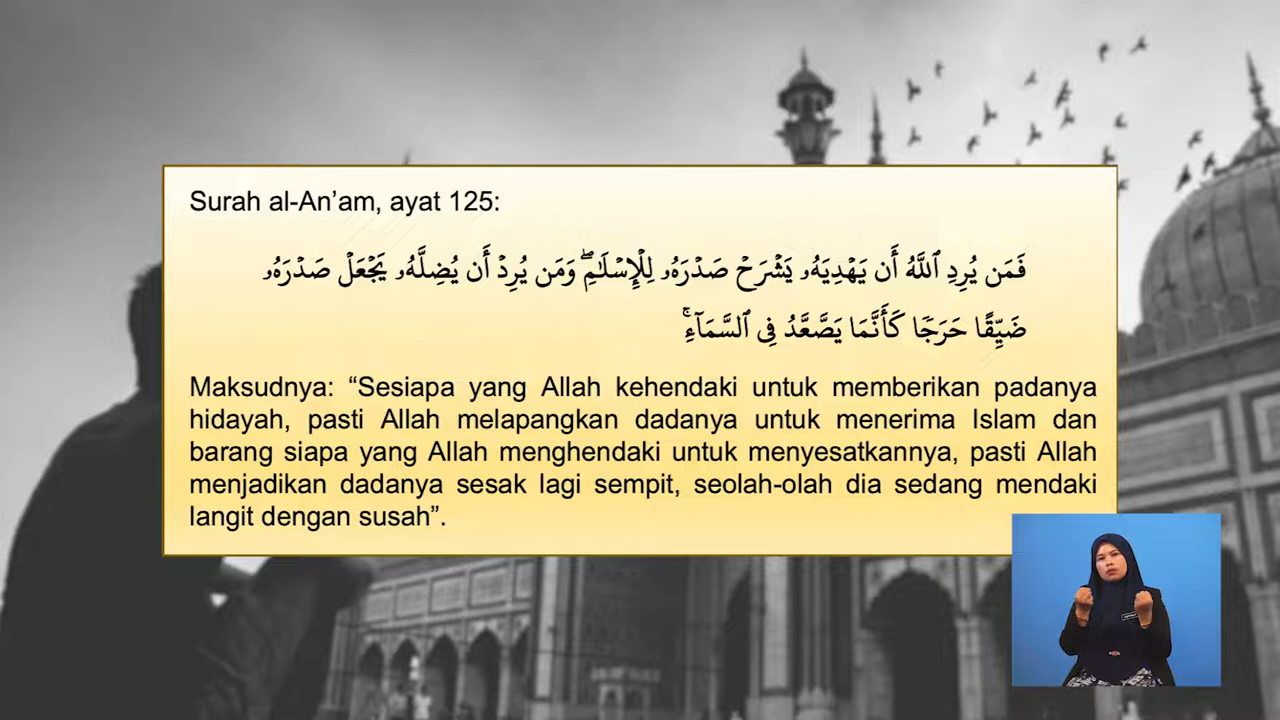 Surah al-An’am, ayat 125:
فَمَن يُرِدِ ٱللَّهُ أَن يَهْدِيَهُۥ يَشْرَحْ صَدْرَهُۥ لِلْإِسْلَٰمِ ۖ وَمَن يُرِدْ أَن يُضِلَّهُۥ يَجْعَلْ صَدْرَهُۥ
ضَيِّقًا حَرَجًا كَأَنَّمَا يَصَّعَّدُ فِى ٱلسَّمَآءِ ۚ
Maksudnya: “Sesiapa yang Allah kehendaki untuk memberikan padanya
hidayah, pasti Allah melapangkan dadanya untuk menerima Islam dan
barang siapa yang Allah menghendaki untuk menyesatkannya, pasti Allah
menjadikan dadanya sesak lagi sempit, seolah-olah dia sedang mendaki
langit dengan susah”.